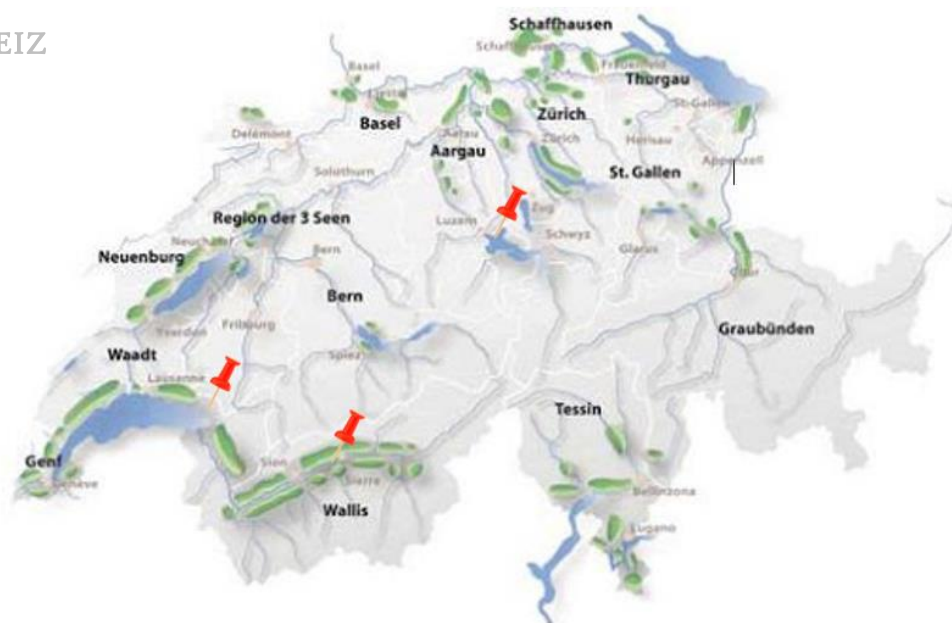 EIZ
Schaffhausen
Schaffhausen
Basel
Frauenfeld
Thurgau
Liestal
St. Gallen
Basel
Zürich
Delémont
Aarau
Zürich
Herisau
Aargau
Appenzell
Solothurn
St. Gallen
Luzern
Zug
Region der 3 Seen
Schwyz
Neuchâtel
Bern
Glarus
Neuenburg
Chur
Bern
Yverdon
Fribourg
Graubünden
Waadt
Spiez
Lausanne
Tessin
Genf
Sion
Genève
Sierre
Bellinzona
Wallis
Lugano